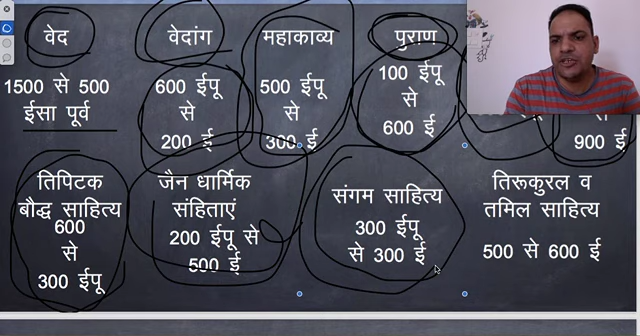 वेद
1500 से 500
ईसा पूर्व
वेदांग
600 ईपू
से
200 ई
महाकाव्य
500 ईपू
से
300 ई
पुराण
100 ईपू
से
600 ई
900 ई
तिपिटक
बौद्ध साहित्य
600
से
300 ईपू
जैन धार्मिक
संहिताएं
200 ईपू से
500 ई
संगम साहित्य
300 ईपू
से 300 ई
तिरूकुरल व
तमिल साहित्य
500 से 600 ई